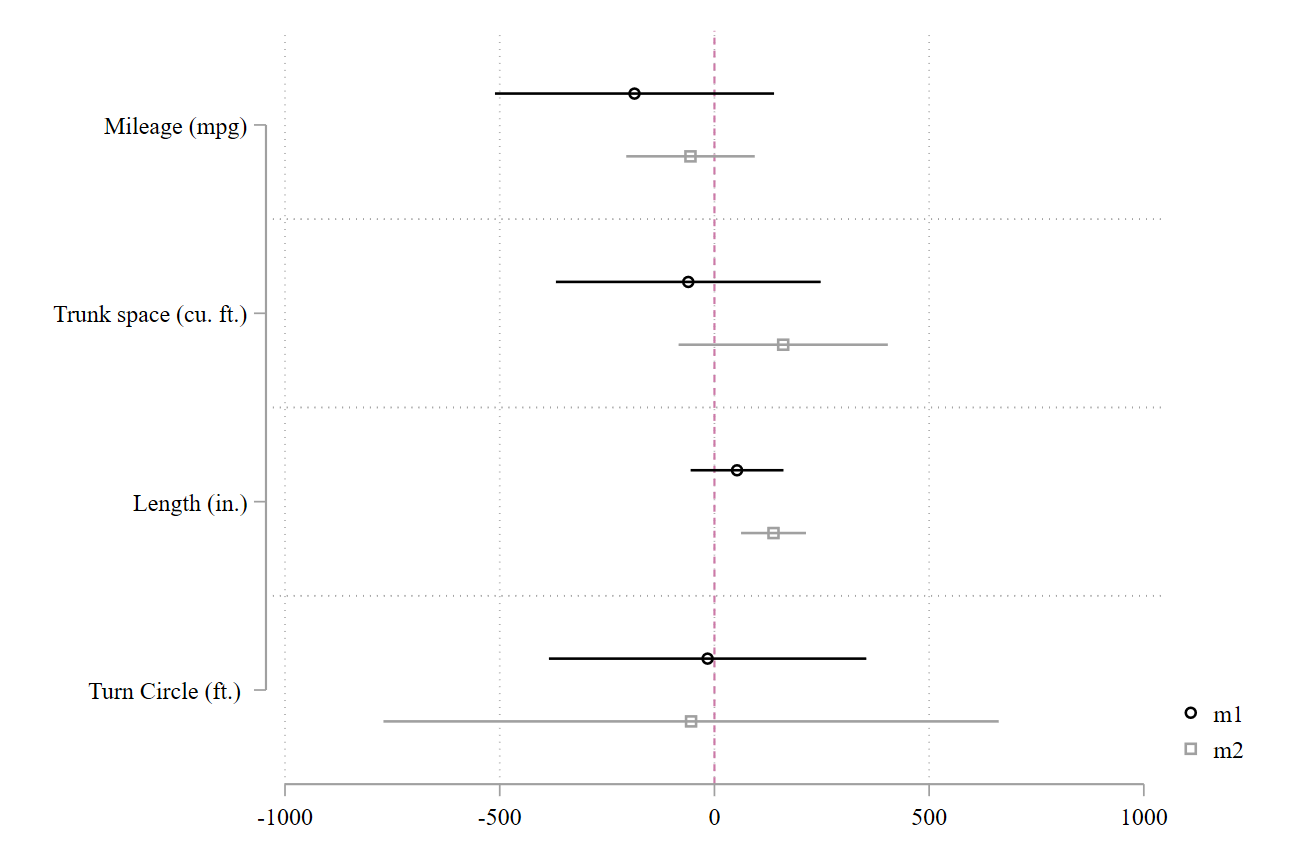 Mileage (mpg)
Trunk space (cu. ft.)
Length (in.)
Turn Circle (ft.)
m1
m2
-1000 -500 0 500 1000